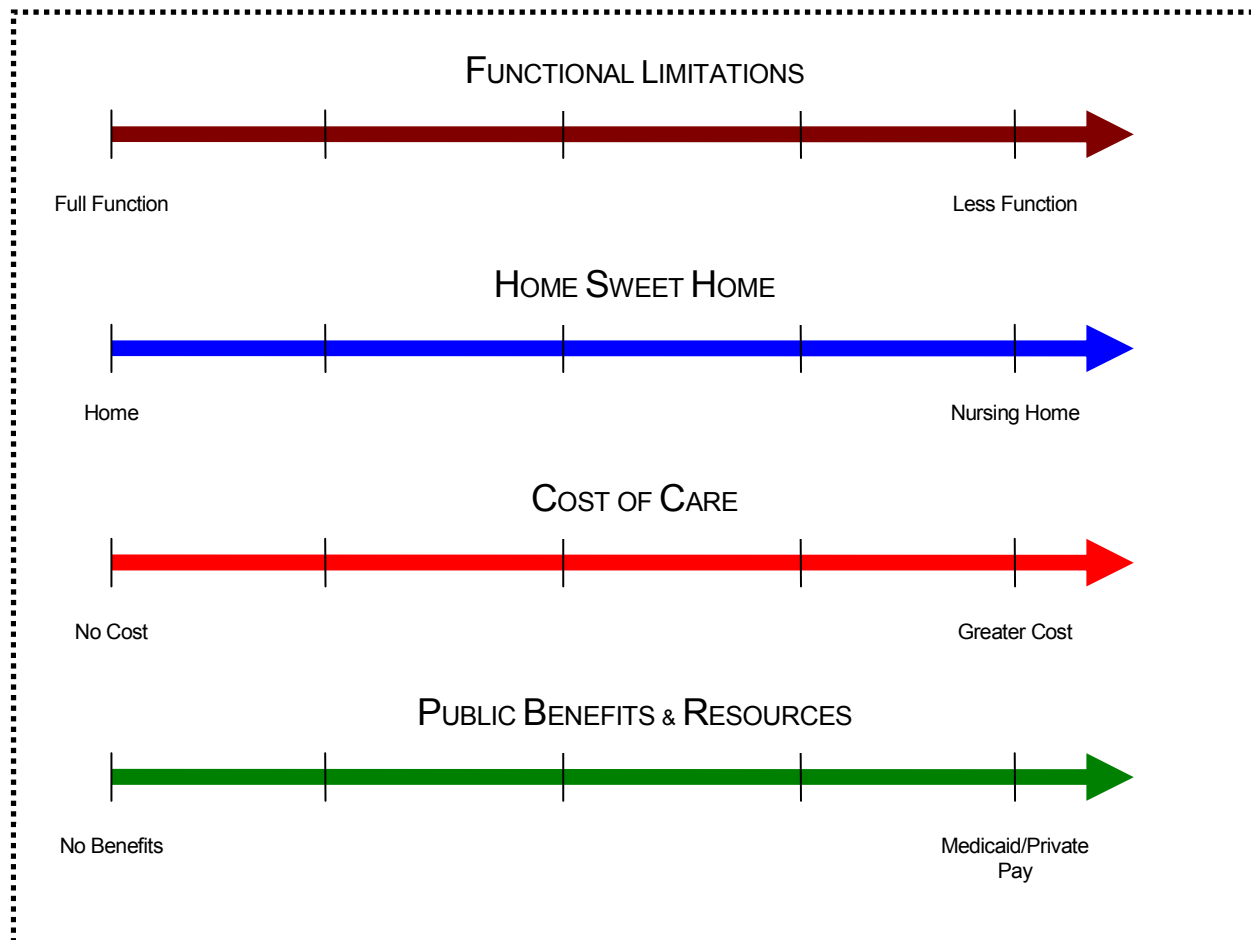 FUNCTIONAL LIMITATIONS
Full Function Less Function
HOME SWEET HOME
Home Nursing Home
COST OF CARE
No Cost Greater Cost
PUBLIC BENEFITS & RESOURCES
No Benefits Medicaid/Private
Pay